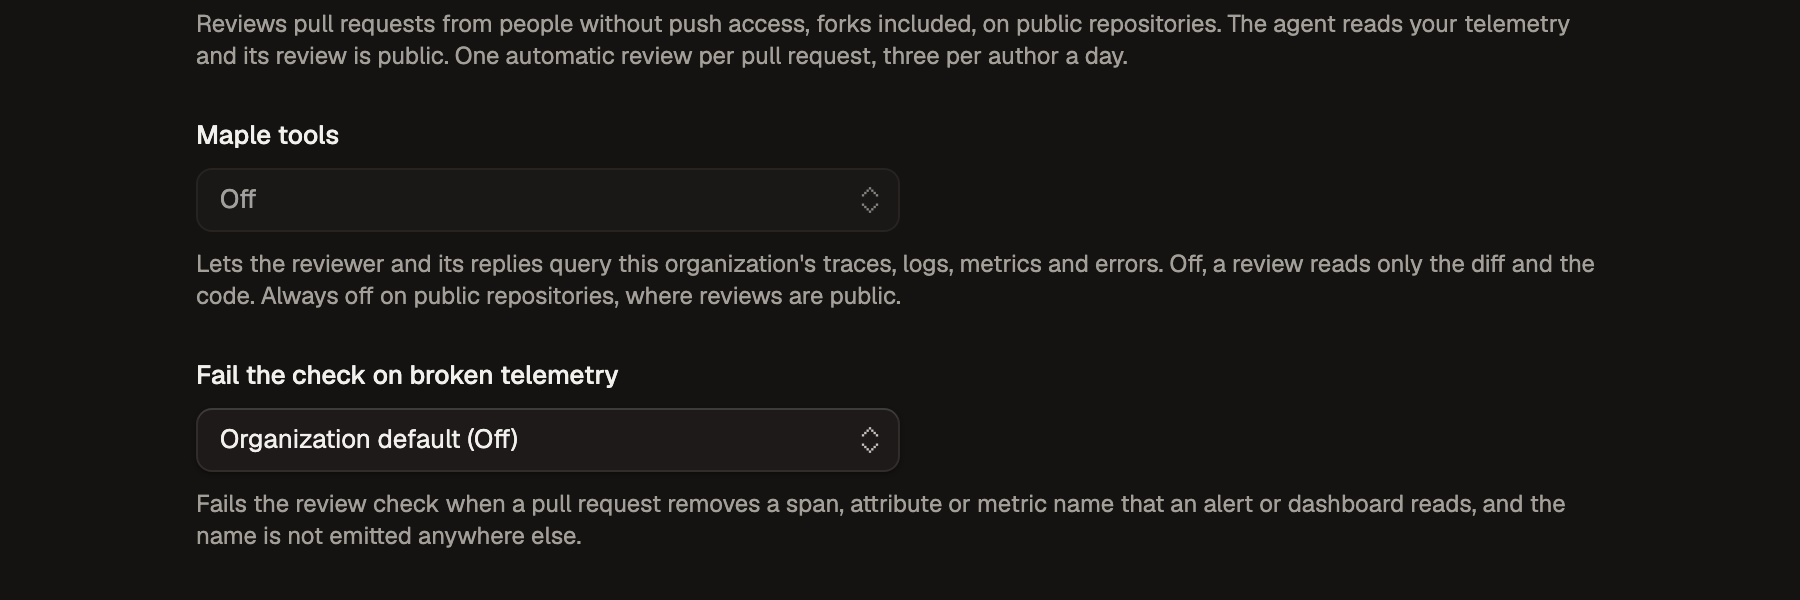 Reviews pull requests from people without push access, forks included, on public repositories. The agent reads your telemetry
and its review is public. One automatic review per pull request, three per author a day.
Maple tools
Off
Lets the reviewer and its replies query this organization's traces, logs, metrics and errors. Off, a review reads only the diff and the
code. Always off on public repositories, where reviews are public.
Fail the check on broken telemetry
Organization default (Off)
Fails the review check when a pull request removes a span, attribute or metric name that an alert or dashboard reads, and the
name is not emitted anywhere else.